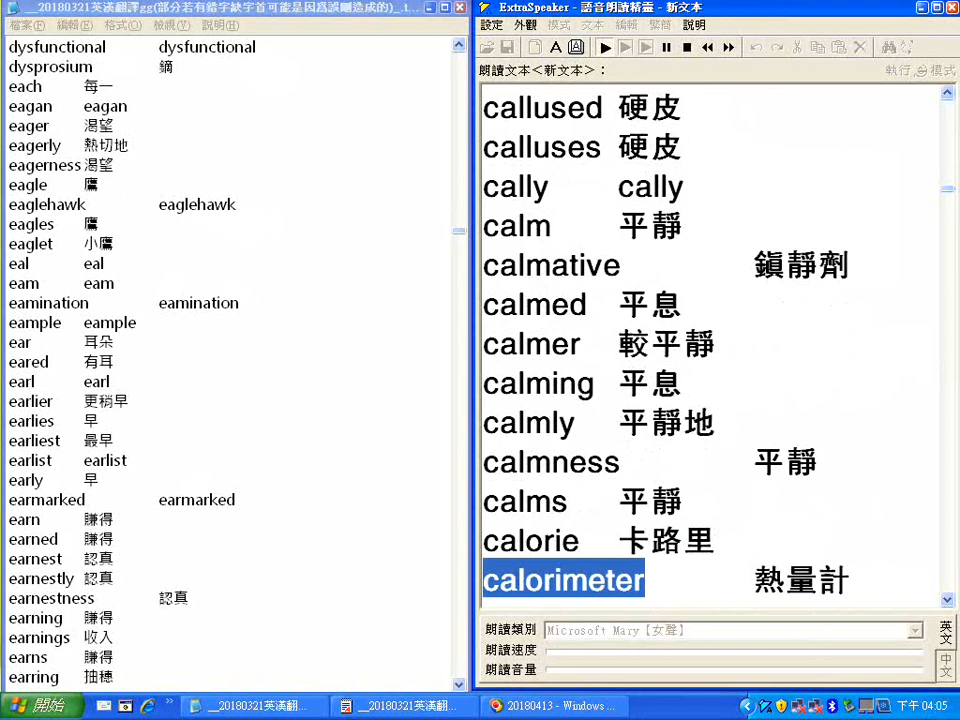 __20180321英漢翻譯gg(部分若有錯字缺字首可能是因為誤刪造成的)_.t...
檔案(F) 編輯(E) 格式(O) 檢視(V) 說明(H)
dysfunctional dysfunctional
dysprosium 鏑
each 每一
eagan eagan
eager 渴望
eagerly 熱切地
eagerness 渴望
eagle 鷹
eaglehawk eaglehawk
eagles 鷹
eaglet 小鷹
eal eal
eam eam
eamination eamination
eample eample
ear 耳朵
eared 有耳
earl earl
earlier 更稍早
earlies 早
earliest 最早
earlist earlist
early 早
earmarked earmarked
earn 賺得
earned 賺得
earnest 認真
earnestly 認真
earnestness 認真
earning 賺得
earnings 收入
earns 賺得
earring 抽穗
ExtraSpeaker - 語音朗讀精靈 - 新文本
設定 外觀 模式 文本 編輯 繁簡 說明
朗讀文本<新文本>： 執行模式
callused 硬皮
calluses 硬皮
cally cally
calm 平靜
calmative 鎮靜劑
calmed 平息
calmer 較平靜
calming 平息
calmly 平靜地
calmness 平靜
calms 平靜
calorie 卡路里
calorimeter 熱量計
朗讀類別 Microsoft Mary【女聲】
朗讀速度
朗讀音量
英文
中文
開始 __20180321英漢翻... __20180321英漢翻... 20180413 - Windows ... 下午 04:05